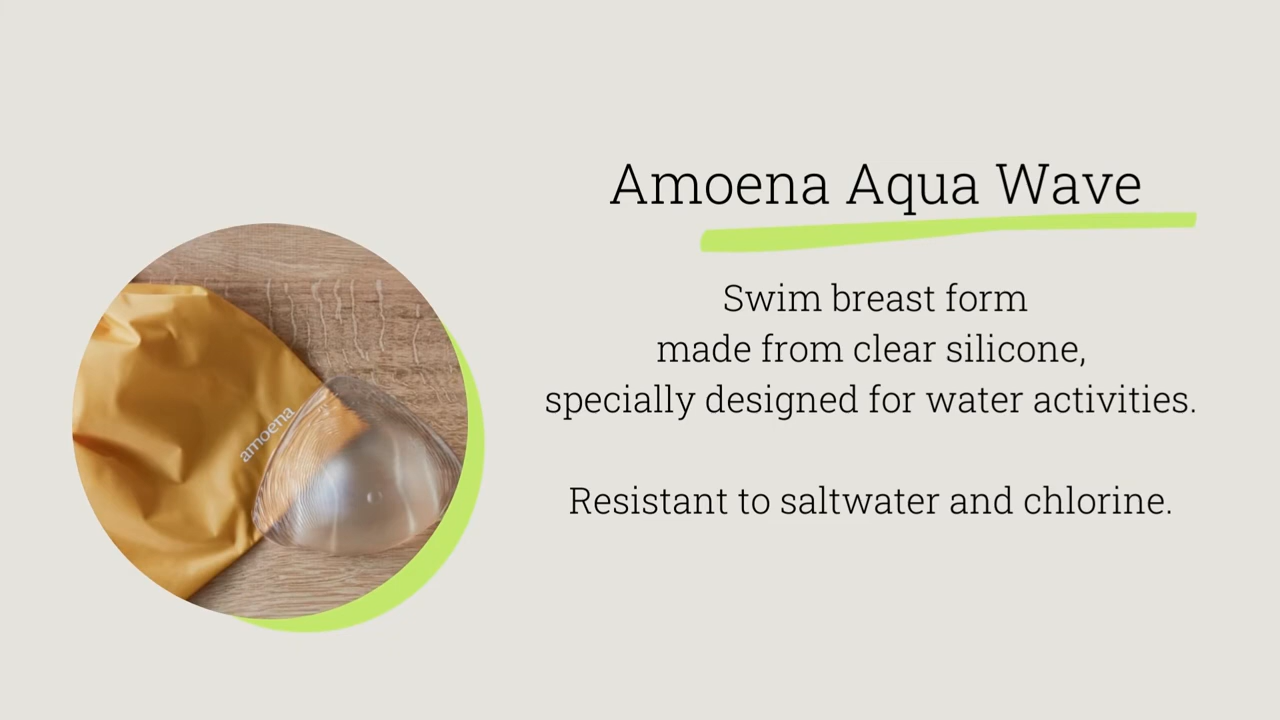 Amoena Aqua Wave
Swim breast form
made from clear silicone,
specially designed for water activities.
Resistant to saltwater and chlorine.
amoena